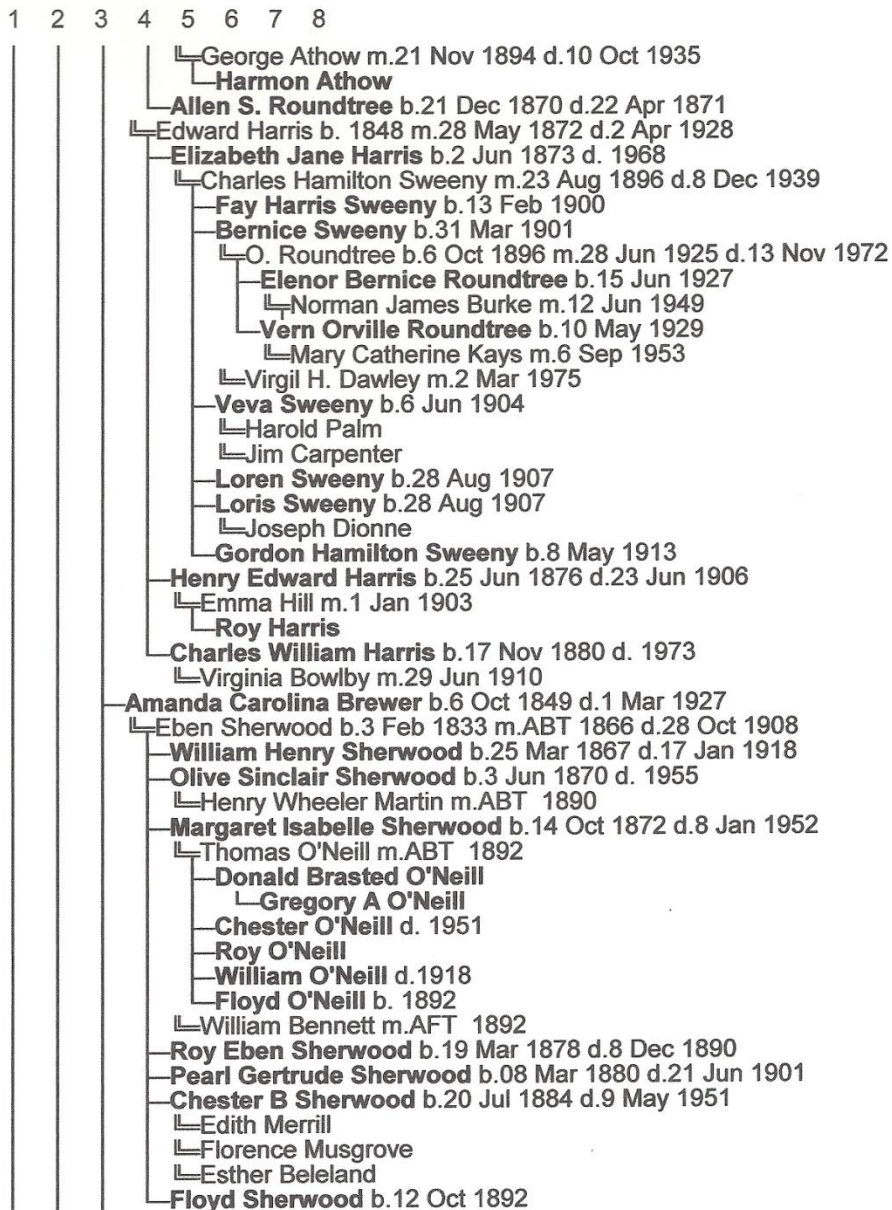 1 2 3 4 5 6 7 8
George Athow m.21 Nov 1894 d.10 Oct 1935
Harmon Athow
Allen S. Roundtree b.21 Dec 1870 d.22 Apr 1871
Edward Harris b. 1848 m.28 May 1872 d.2 Apr 1928
Elizabeth Jane Harris b.2 Jun 1873 d. 1968
Charles Hamilton Sweeny m.23 Aug 1896 d.8 Dec 1939
Fay Harris Sweeny b.13 Feb 1900
Bernice Sweeny b.31 Mar 1901
O. Roundtree b.6 Oct 1896 m.28 Jun 1925 d.13 Nov 1972
Elenor Bernice Roundtree b.15 Jun 1927
Norman James Burke m.12 Jun 1949
Vern Orville Roundtree b.10 May 1929
Mary Catherine Kays m.6 Sep 1953
Virgil H. Dawley m.2 Mar 1975
Veva Sweeny b.6 Jun 1904
Harold Palm
Jim Carpenter
Loren Sweeny b.28 Aug 1907
Loris Sweeny b.28 Aug 1907
Joseph Dionne
Gordon Hamilton Sweeny b.8 May 1913
Henry Edward Harris b.25 Jun 1876 d.23 Jun 1906
Emma Hill m.1 Jan 1903
Roy Harris
Charles William Harris b.17 Nov 1880 d. 1973
Virginia Bowlby m.29 Jun 1910
Amanda Carolina Brewer b.6 Oct 1849 d.1 Mar 1927
Eben Sherwood b.3 Feb 1833 m.ABT 1866 d.28 Oct 1908
William Henry Sherwood b.25 Mar 1867 d.17 Jan 1918
Olive Sinclair Sherwood b.3 Jun 1870 d. 1955
Henry Wheeler Martin m.ABT 1890
Margaret Isabelle Sherwood b.14 Oct 1872 d.8 Jan 1952
Thomas O'Neill m.ABT 1892
Donald Brasted O'Neill
Gregory A O'Neill
Chester O'Neill d. 1951
Roy O'Neill
William O'Neill d.1918
Floyd O'Neill b. 1892
William Bennett m.AFT 1892
Roy Eben Sherwood b.19 Mar 1878 d.8 Dec 1890
Pearl Gertrude Sherwood b.08 Mar 1880 d.21 Jun 1901
Chester B Sherwood b.20 Jul 1884 d.9 May 1951
Edith Merrill
Florence Musgrove
Esther Beleland
Floyd Sherwood b.12 Oct 1892